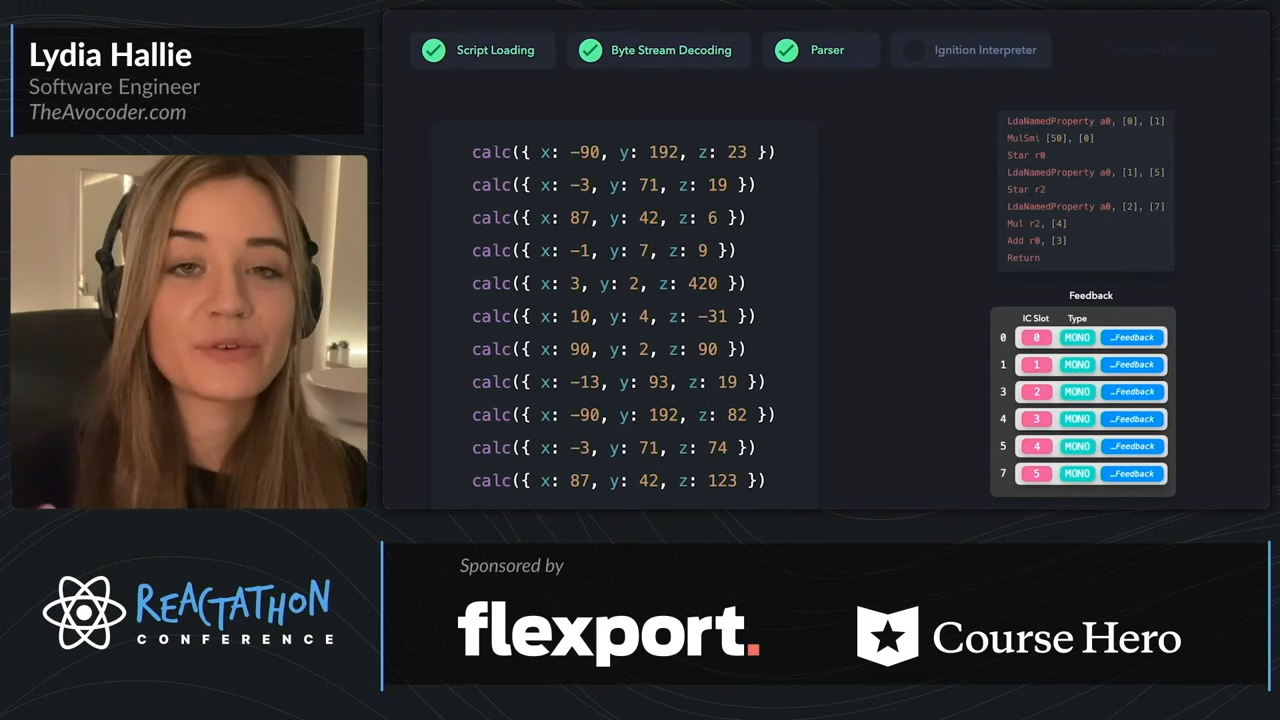 Lydia Hallie
Software Engineer
TheAvocoder.com
Script Loading
Byte Stream Decoding
Parser
Ignition Interpreter
calc({ x: -90, y: 192, z: 23 })
calc({ x: -3, y: 71, z: 19 })
calc({ x: 87, y: 42, z: 6 })
calc({ x: -1, y: 7, z: 9 })
calc({ x: 3, y: 2, z: 420 })
calc({ x: 10, y: 4, z: -31 })
calc({ x: 90, y: 2, z: 90 })
calc({ x: -13, y: 93, z: 19 })
calc({ x: -90, y: 192, z: 82 })
calc({ x: -3, y: 71, z: 74 })
calc({ x: 87, y: 42, z: 123 })
LdaNamedProperty a0, [0], [1]
MulSmi [50], [0]
Star r0
LdaNamedProperty a0, [1], [5]
Star r2
LdaNamedProperty a0, [2], [7]
Mul r2, [4]
Add r0, [3]
Return
Feedback
IC Slot Type
0 0 MONO …Feedback
1 1 MONO …Feedback
3 2 MONO …Feedback
4 3 MONO …Feedback
5 4 MONO …Feedback
7 5 MONO …Feedback
REACTATHON
CONFERENCE
Sponsored by
flexport.
Course Hero